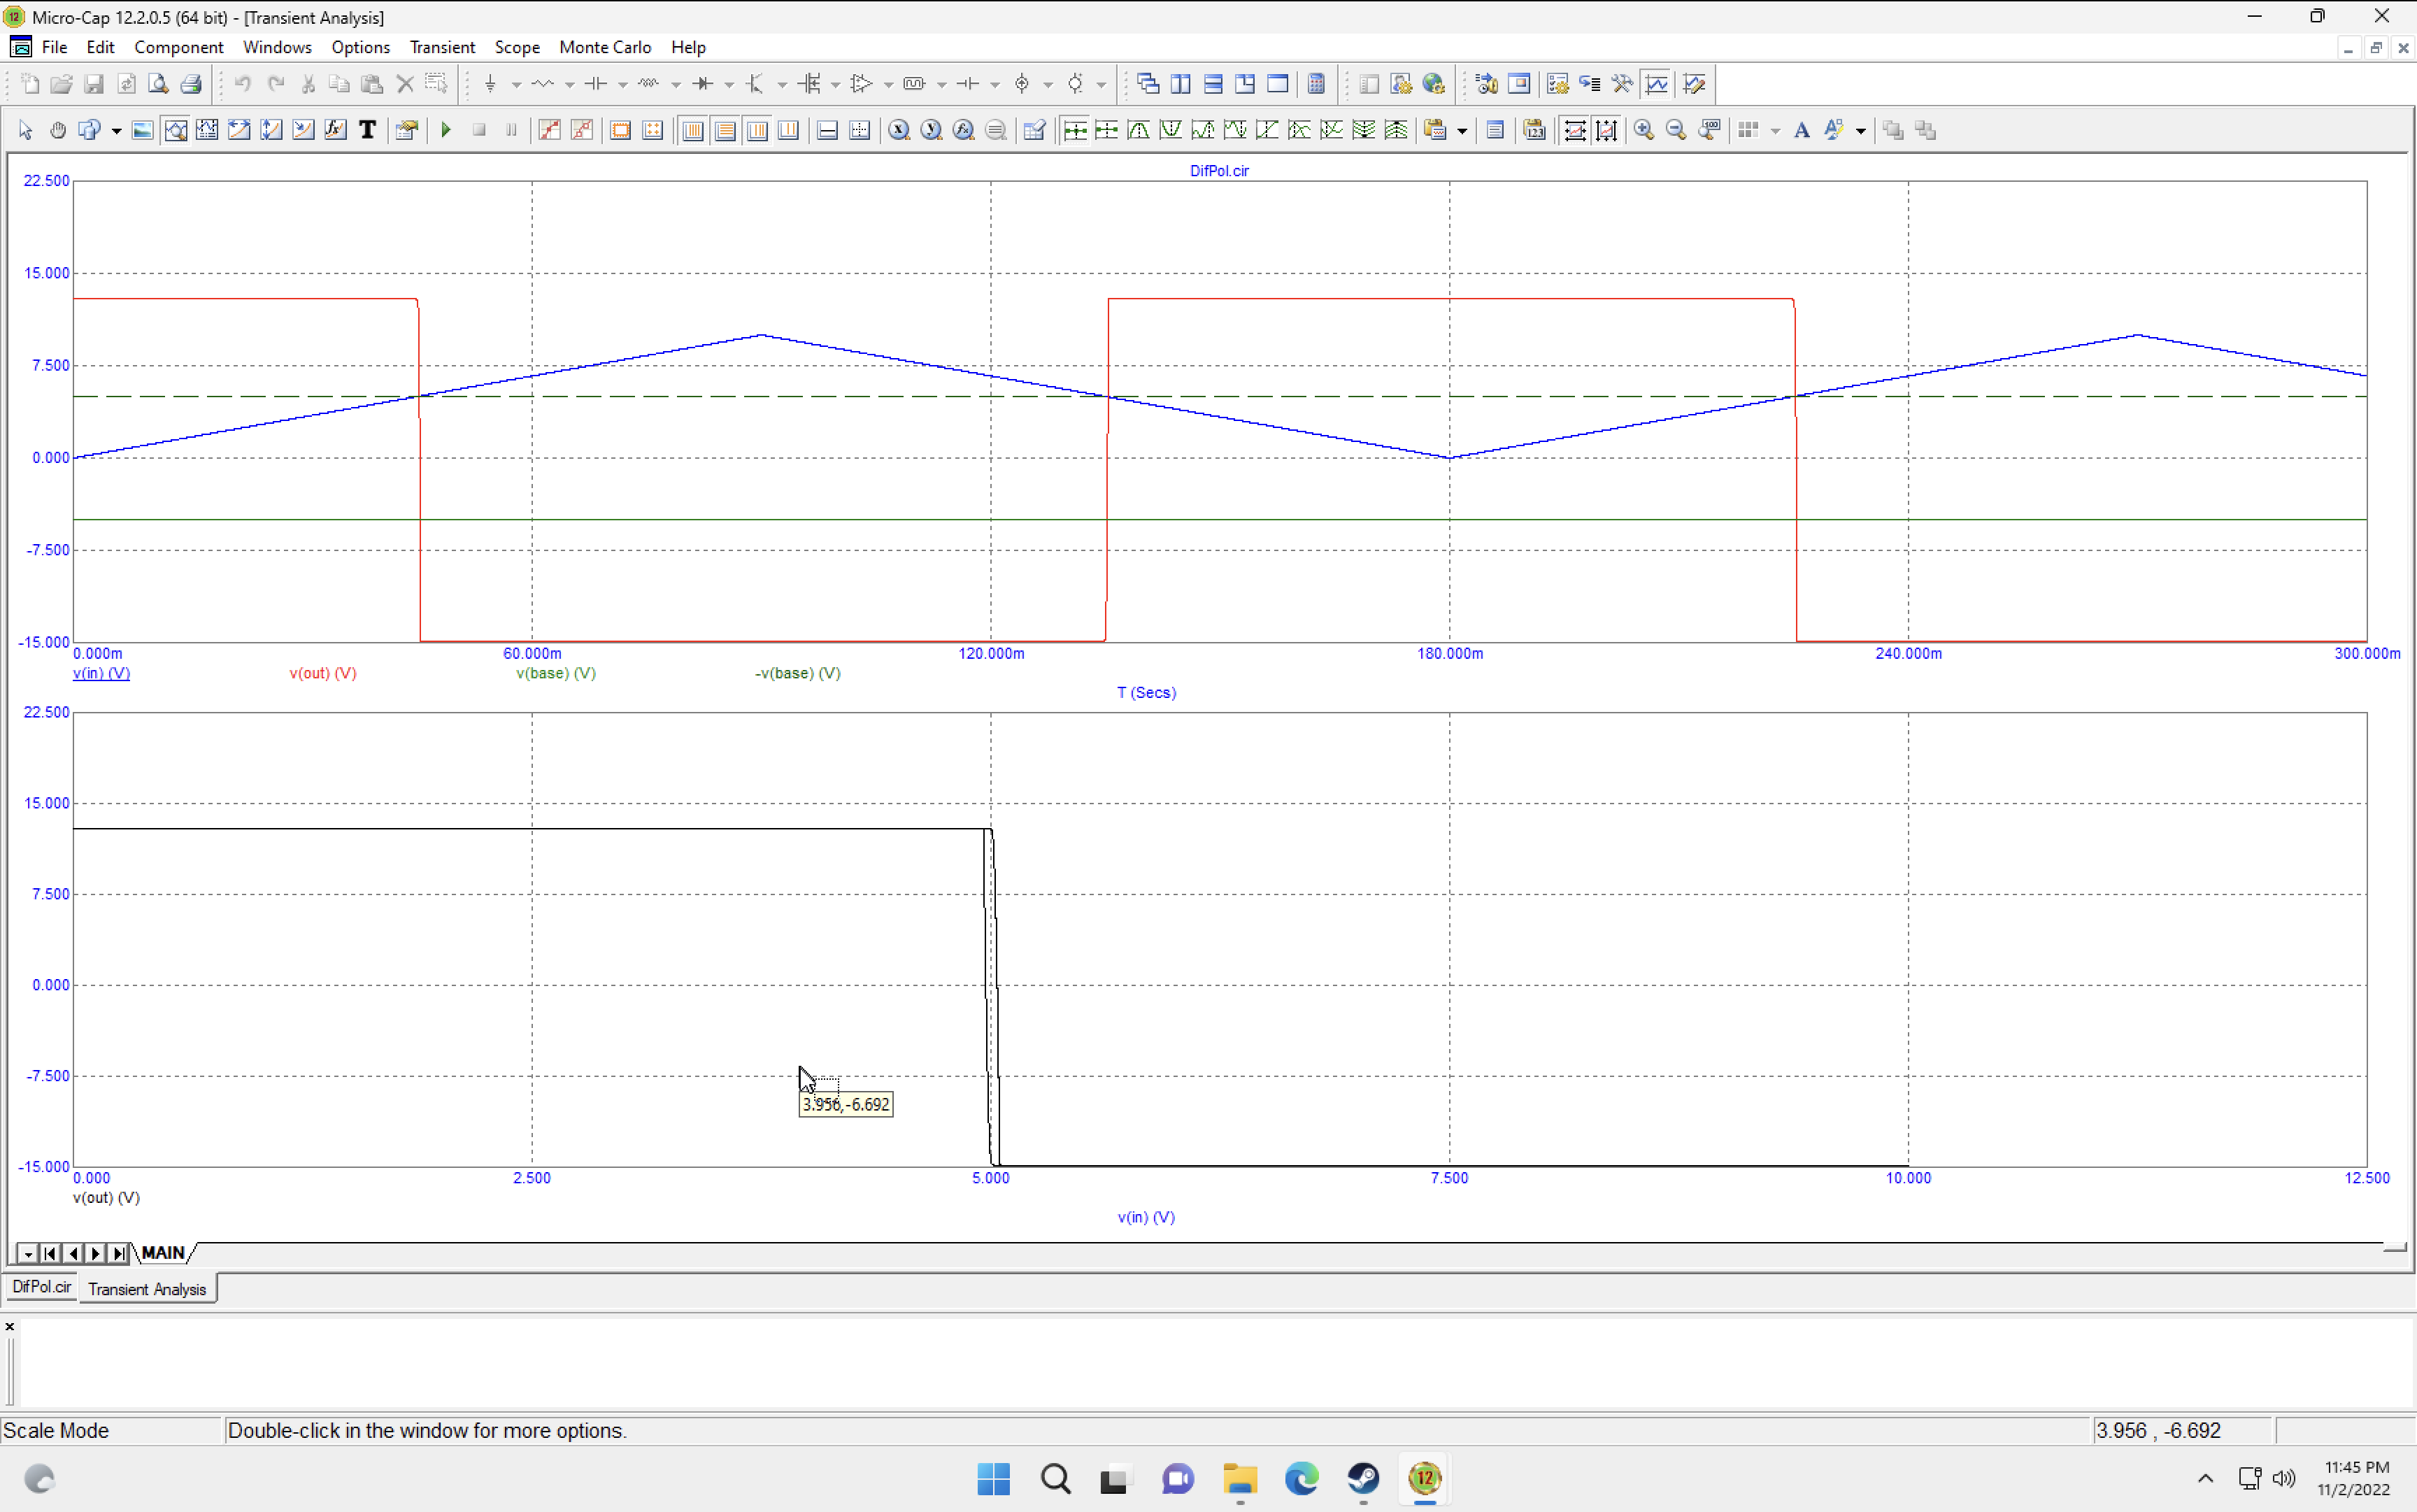 Micro-Cap 12.2.0.5 (64 bit) - [Transient Analysis]
File Edit Component Windows Options Transient Scope Monte Carlo Help
DifPol.cir
22.500
15.000
7.500
0.000
-7.500
-15.000
0.000m 60.000m 120.000m 180.000m 240.000m 300.000m
v(in) (V) v(out) (V) v(base) (V) -v(base) (V)
T (Secs)
22.500
15.000
7.500
0.000
-7.500
3.956,-6.692
-15.000
0.000 2.500 5.000 7.500 10.000 12.500
v(out) (V)
v(in) (V)
MAIN
DifPol.cir Transient Analysis
Scale Mode Double-click in the window for more options. 3.956 , -6.692
12
11:45 PM
11/2/2022